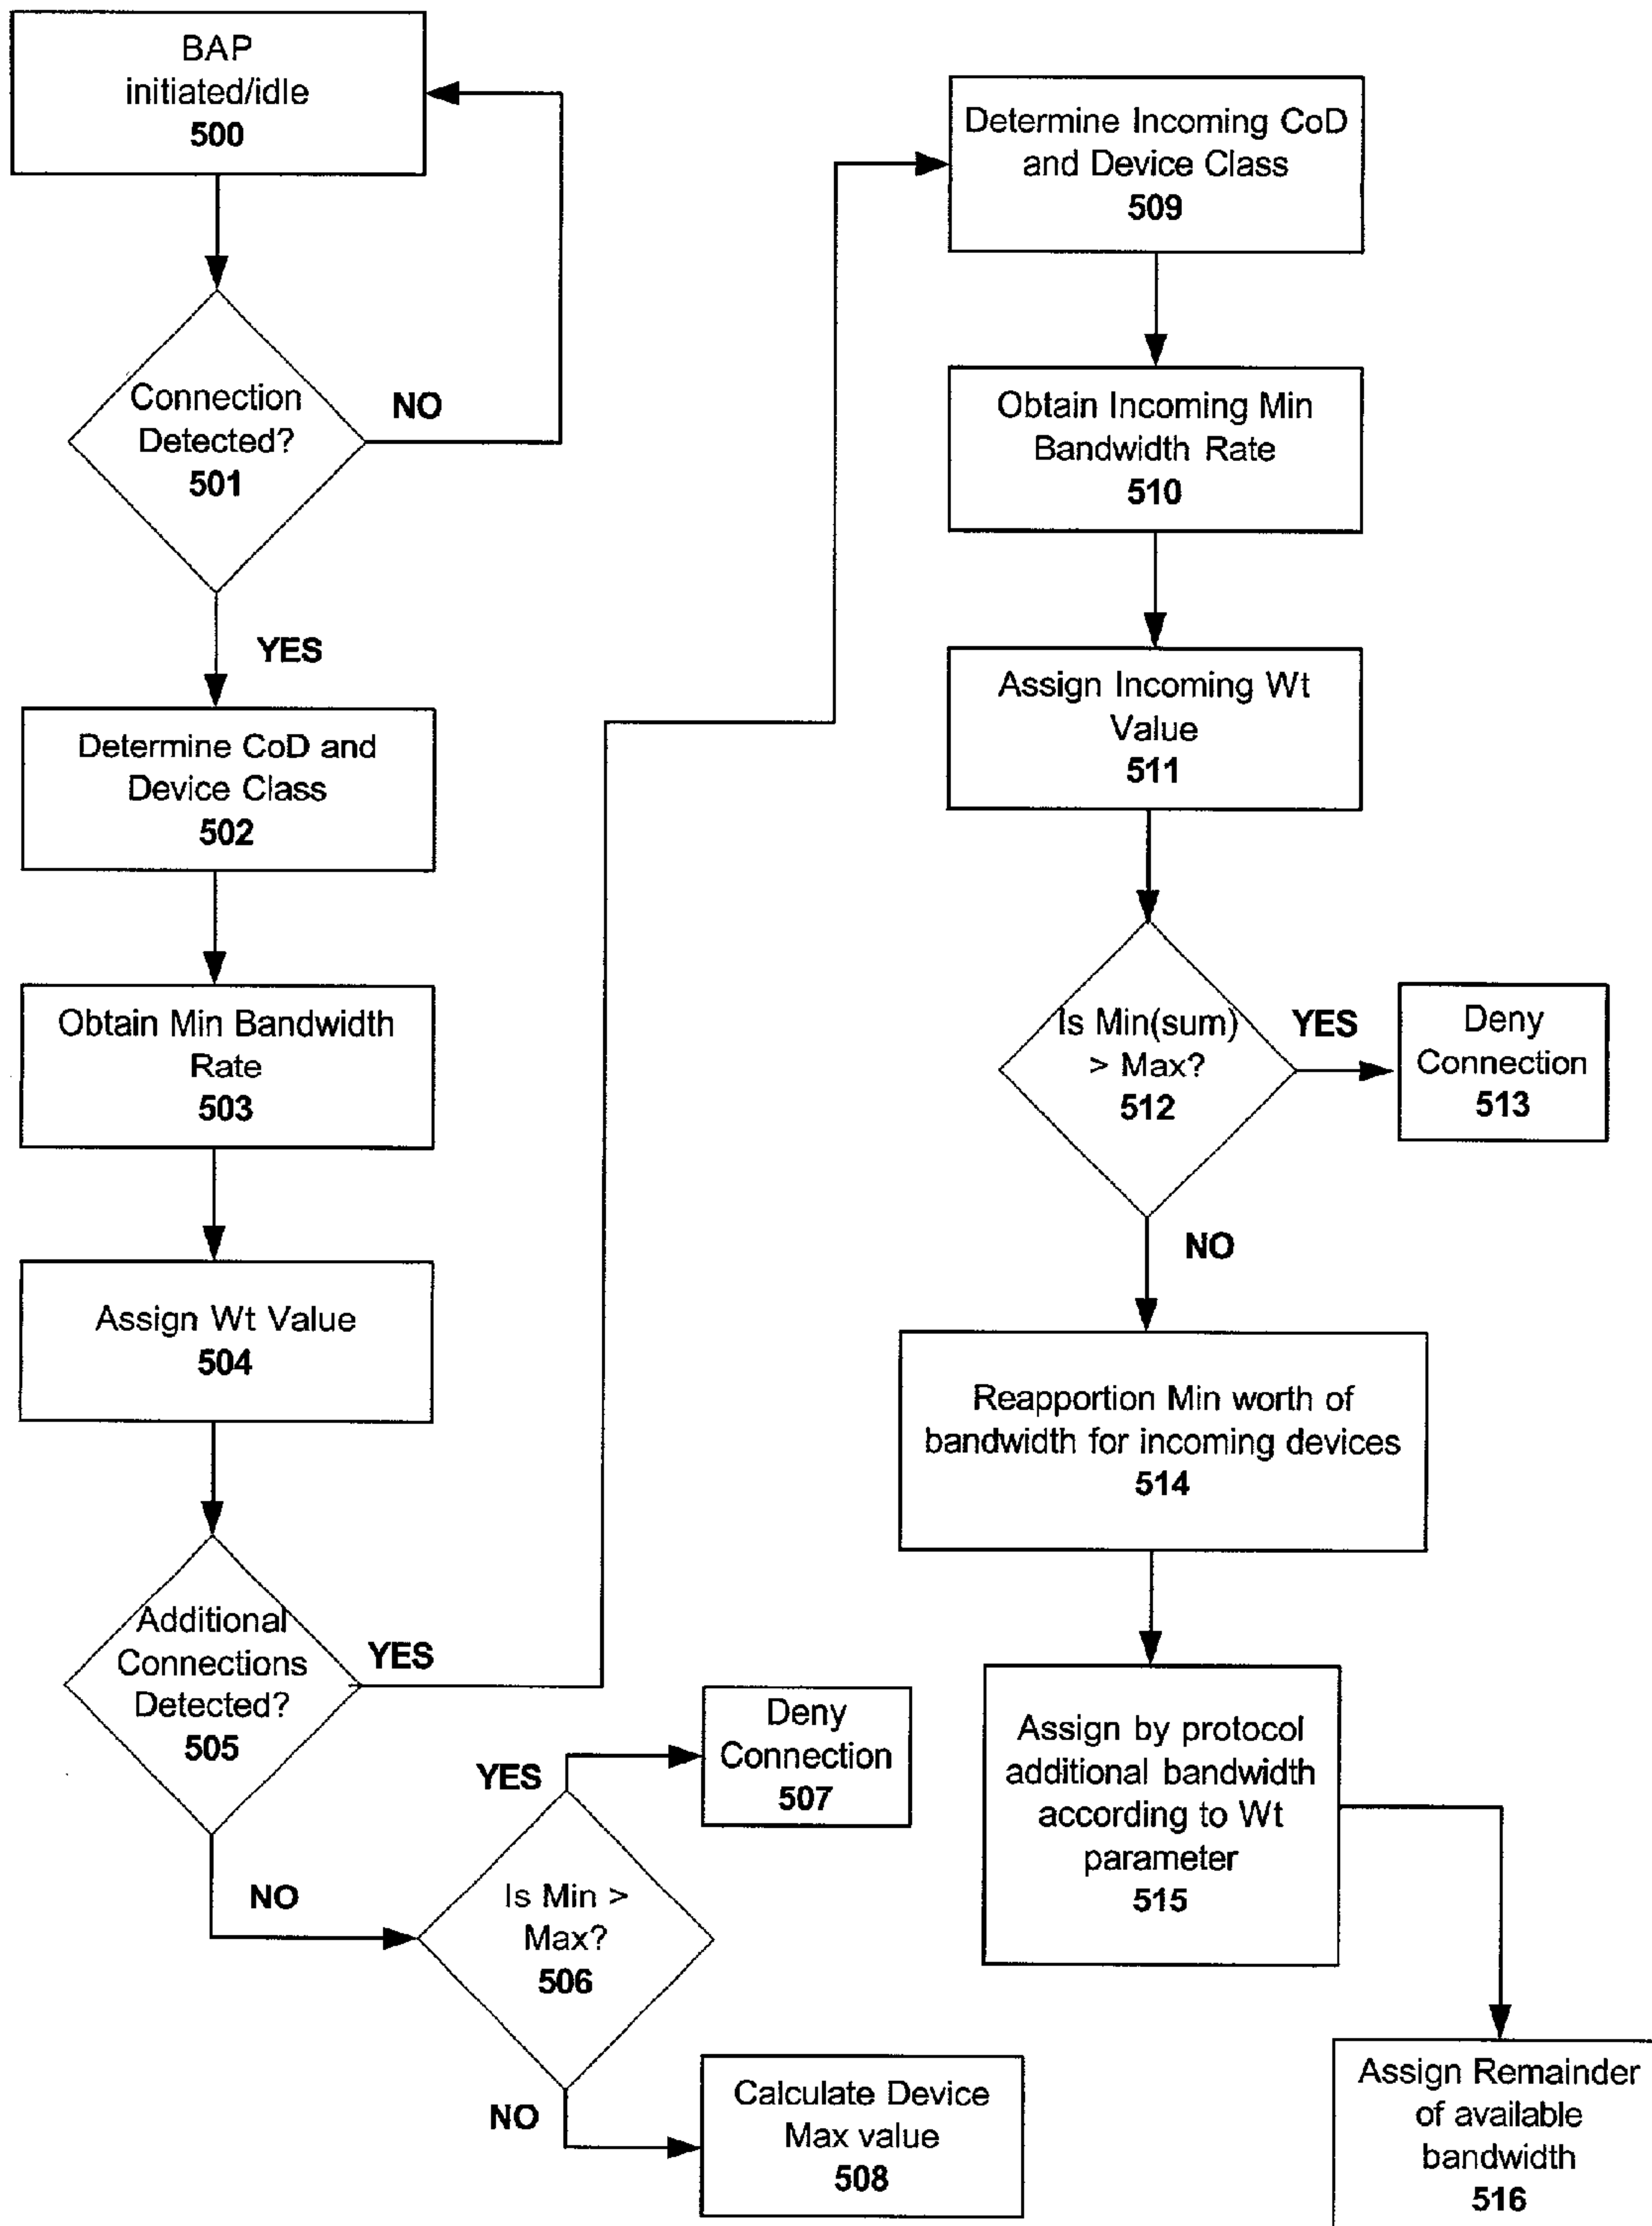 BAP
initiated/idle
500
Connection
Detected?
501
NO
YES
Determine CoD and
Device Class
502
Obtain Min Bandwidth
Rate
503
Assign Wt Value
504
Additional
Connections
Detected?
505
YES
NO
Is Min >
Max?
506
YES
Deny
Connection
507
NO
Calculate Device
Max value
508
Determine Incoming CoD
and Device Class
509
Obtain Incoming Min
Bandwidth Rate
510
Assign Incoming Wt
Value
511
Is Min(sum)
> Max?
512
YES
Deny
Connection
513
NO
Reapportion Min worth of
bandwidth for incoming devices
514
Assign by protocol
additional bandwidth
according to Wt
parameter
515
Assign Remainder
of available
bandwidth
516